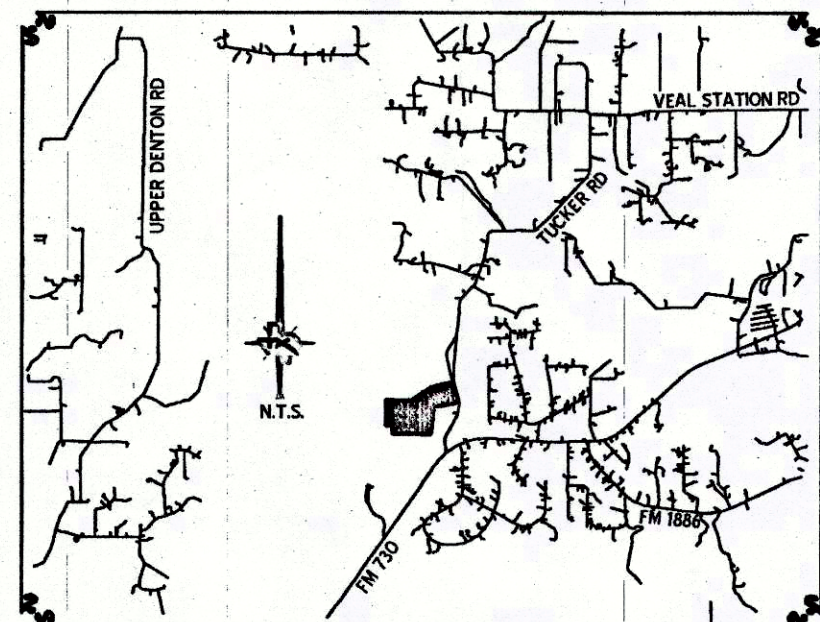 VEAL STATION RD
UPPER DENTON RD
TUCKER RD
N.T.S.
FM 1886
FM 730